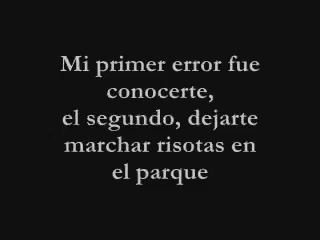 Mi primer error fue
conocerte,
el segundo, dejarte
marchar risotas en
el parque